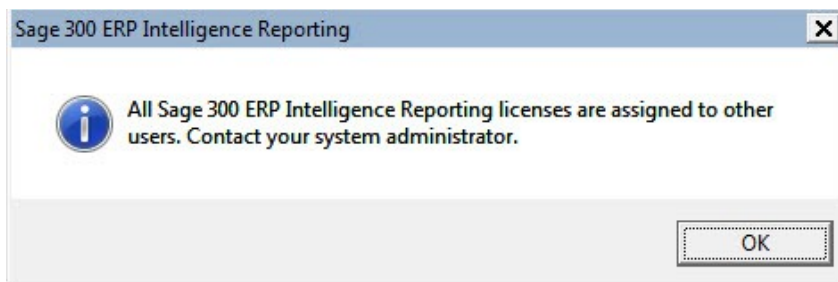 Sage 300 ERP Intelligence Reporting
All Sage 300 ERP Intelligence Reporting licenses are assigned to other
users. Contact your system administrator.
OK